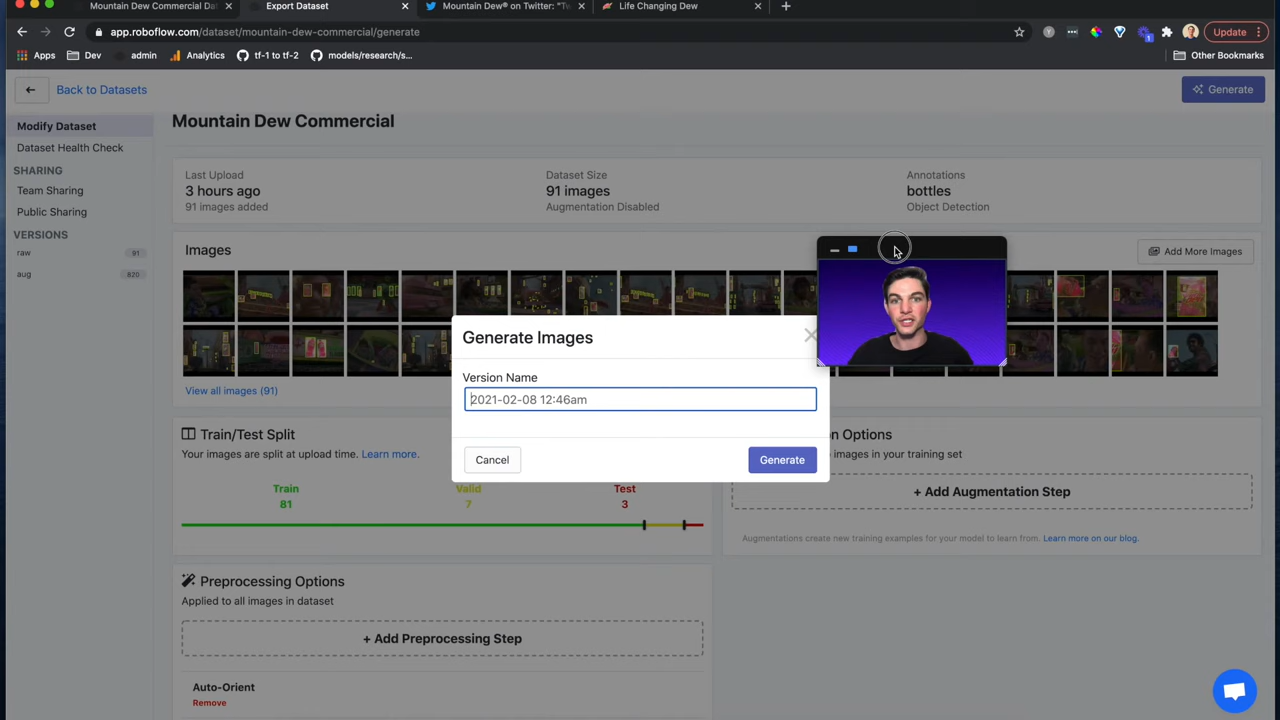 Mountain Dew Commercial Dat
Export Dataset
Mountain Dew® on Twitter: "Tw
Life Changing Dew
app.roboflow.com/dataset/mountain-dew-commercial/generate
Update
Apps
Dev
admin
Analytics
tf-1 to tf-2
models/research/s...
Other Bookmarks
Back to Datasets
Generate
Modify Dataset
Dataset Health Check
SHARING
Team Sharing
Public Sharing
VERSIONS
raw 91
aug 820
Mountain Dew Commercial
Last Upload
3 hours ago
91 images added
Dataset Size
91 images
Augmentation Disabled
Annotations
bottles
Object Detection
Images
Add More Images
View all images (91)
Generate Images
Version Name
2021-02-08 12:46am
Cancel
Generate
Train/Test Split
Your images are split at upload time. Learn more.
Train
81
Valid
7
Test
3
n Options
images in your training set
+ Add Augmentation Step
Augmentations create new training examples for your model to learn from. Learn more on our blog.
Preprocessing Options
Applied to all images in dataset
+ Add Preprocessing Step
Auto-Orient
Remove